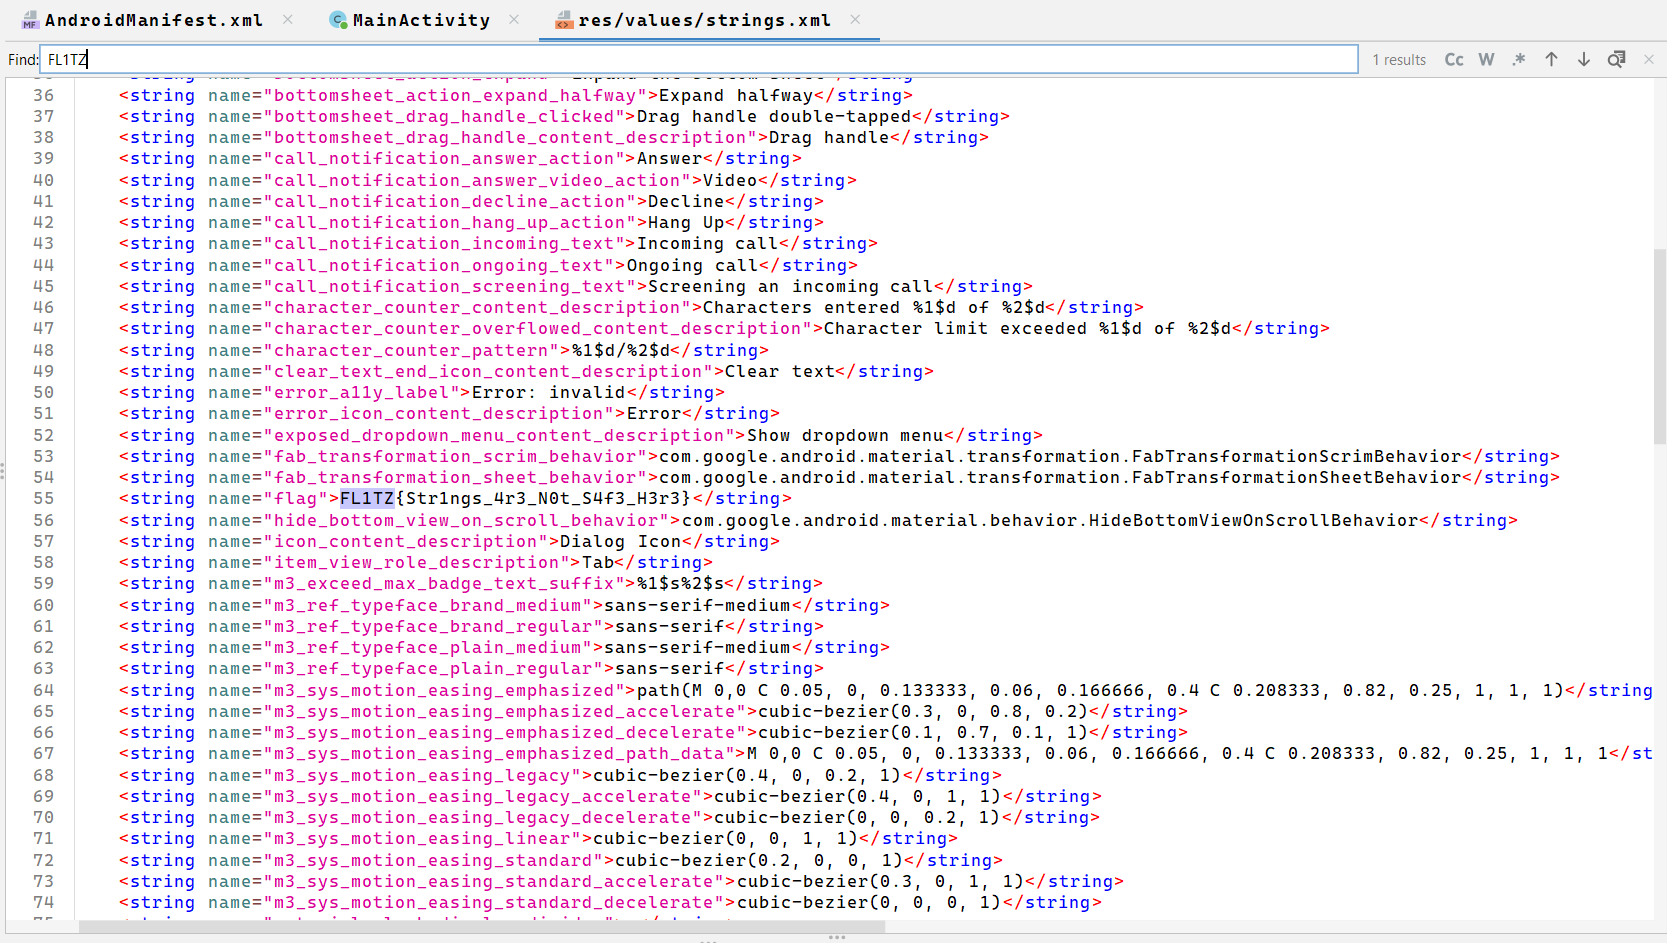 AndroidManifest.xml MainActivity res/values/strings.xml
Find: FL1TZ 1 results Cc W .*
36 <string name="bottomsheet_action_expand_halfway">Expand halfway</string>
37 <string name="bottomsheet_drag_handle_clicked">Drag handle double-tapped</string>
38 <string name="bottomsheet_drag_handle_content_description">Drag handle</string>
39 <string name="call_notification_answer_action">Answer</string>
40 <string name="call_notification_answer_video_action">Video</string>
41 <string name="call_notification_decline_action">Decline</string>
42 <string name="call_notification_hang_up_action">Hang Up</string>
43 <string name="call_notification_incoming_text">Incoming call</string>
44 <string name="call_notification_ongoing_text">Ongoing call</string>
45 <string name="call_notification_screening_text">Screening an incoming call</string>
46 <string name="character_counter_content_description">Characters entered %1$d of %2$d</string>
47 <string name="character_counter_overflowed_content_description">Character limit exceeded %1$d of %2$d</string>
48 <string name="character_counter_pattern">%1$d/%2$d</string>
49 <string name="clear_text_end_icon_content_description">Clear text</string>
50 <string name="error_a11y_label">Error: invalid</string>
51 <string name="error_icon_content_description">Error</string>
52 <string name="exposed_dropdown_menu_content_description">Show dropdown menu</string>
53 <string name="fab_transformation_scrim_behavior">com.google.android.material.transformation.FabTransformationScrimBehavior</string>
54 <string name="fab_transformation_sheet_behavior">com.google.android.material.transformation.FabTransformationSheetBehavior</string>
55 <string name="flag">FL1TZ{Str1ngs_4r3_N0t_S4f3_H3r3}</string>
56 <string name="hide_bottom_view_on_scroll_behavior">com.google.android.material.behavior.HideBottomViewOnScrollBehavior</string>
57 <string name="icon_content_description">Dialog Icon</string>
58 <string name="item_view_role_description">Tab</string>
59 <string name="m3_exceed_max_badge_text_suffix">%1$s%2$s</string>
60 <string name="m3_ref_typeface_brand_medium">sans-serif-medium</string>
61 <string name="m3_ref_typeface_brand_regular">sans-serif</string>
62 <string name="m3_ref_typeface_plain_medium">sans-serif-medium</string>
63 <string name="m3_ref_typeface_plain_regular">sans-serif</string>
64 <string name="m3_sys_motion_easing_emphasized">path(M 0,0 C 0.05, 0, 0.133333, 0.06, 0.166666, 0.4 C 0.208333, 0.82, 0.25, 1, 1, 1)</string
65 <string name="m3_sys_motion_easing_emphasized_accelerate">cubic-bezier(0.3, 0, 0.8, 0.2)</string>
66 <string name="m3_sys_motion_easing_emphasized_decelerate">cubic-bezier(0.1, 0.7, 0.1, 1)</string>
67 <string name="m3_sys_motion_easing_emphasized_path_data">M 0,0 C 0.05, 0, 0.133333, 0.06, 0.166666, 0.4 C 0.208333, 0.82, 0.25, 1, 1, 1</st
68 <string name="m3_sys_motion_easing_legacy">cubic-bezier(0.4, 0, 0.2, 1)</string>
69 <string name="m3_sys_motion_easing_legacy_accelerate">cubic-bezier(0.4, 0, 1, 1)</string>
70 <string name="m3_sys_motion_easing_legacy_decelerate">cubic-bezier(0, 0, 0.2, 1)</string>
71 <string name="m3_sys_motion_easing_linear">cubic-bezier(0, 0, 1, 1)</string>
72 <string name="m3_sys_motion_easing_standard">cubic-bezier(0.2, 0, 0, 1)</string>
73 <string name="m3_sys_motion_easing_standard_accelerate">cubic-bezier(0.3, 0, 1, 1)</string>
74 <string name="m3_sys_motion_easing_standard_decelerate">cubic-bezier(0, 0, 0, 1)</string>